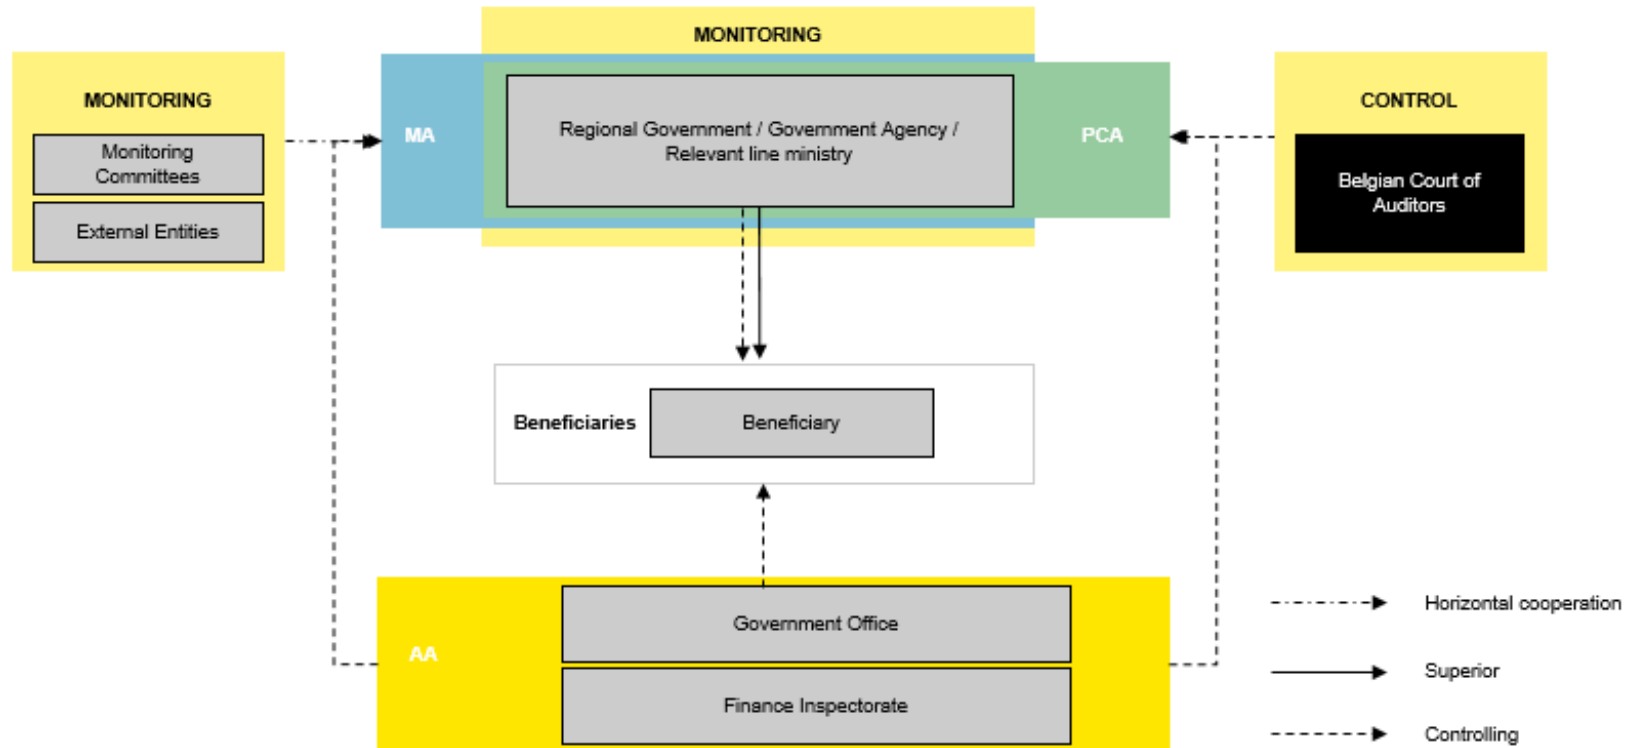 MONITORING
MONITORING
Monitoring
Committees
External Entities
MA
Regional Government / Government Agency /
Relevant line ministry
PCA
CONTROL
Belgian Court of
Auditors
Beneficiaries
Beneficiary
AA
Government Office
Finance Inspectorate
Horizontal cooperation
Superior
Controlling